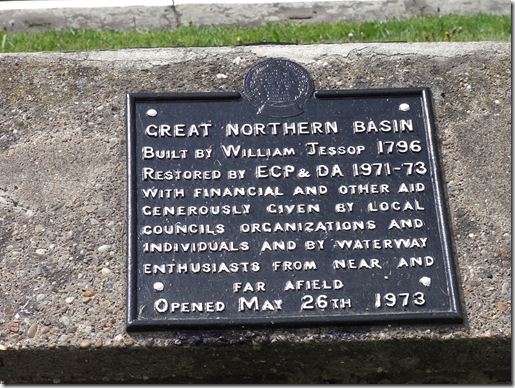 GREAT NORTHERN BASIN
BUILT BY WILLIAM JESSOP 1796
RESTORED BY ECP & DA 1971-73
WITH FINANCIAL AND OTHER AID
GENEROUSLY GIVEN BY LOCAL
COUNCILS ORGANIZATIONS AND
INDIVIDUALS AND BY WATERWAY
ENTHUSIASTS FROM NEAR AND
FAR AFIELD
OPENED MAY 26TH 1973